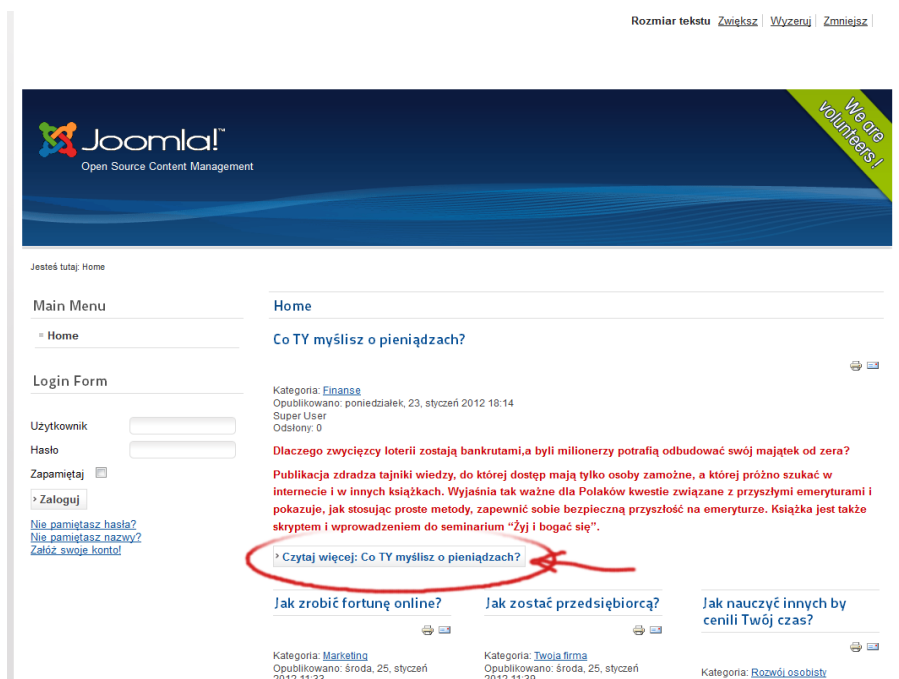 Rozmiar tekstu Zwiększ Wyzeruj Zmniejsz
We are
volunteers!
Joomla!™
Open Source Content Management
Jesteś tutaj: Home
Main Menu
Home
Login Form
Użytkownik
Hasło
Zapamiętaj
Zaloguj
Nie pamiętasz hasła?
Nie pamiętasz nazwy?
Załóż swoje konto!
Home
Co TY myślisz o pieniądzach?
Kategoria: Finanse
Opublikowano: poniedziałek, 23, styczeń 2012 18:14
Super User
Odsłony: 0
Dlaczego zwycięzcy loterii zostają bankrutami,a byli milionerzy potrafią odbudować swój majątek od zera?
Publikacja zdradza tajniki wiedzy, do której dostęp mają tylko osoby zamożne, a której próżno szukać w
internecie i w innych książkach. Wyjaśnia tak ważne dla Polaków kwestie związane z przyszłymi emeryturami i
pokazuje, jak stosując proste metody, zapewnić sobie bezpieczną przyszłość na emeryturze. Książka jest także
skryptem i wprowadzeniem do seminarium “Żyj i bogać się”.
Czytaj więcej: Co TY myślisz o pieniądzach?
Jak zrobić fortunę online?
Kategoria: Marketing
Opublikowano: środa, 25, styczeń
2012 11:33
Jak zostać przedsiębiorcą?
Kategoria: Twoja firma
Opublikowano: środa, 25, styczeń
2012 11:39
Jak nauczyć innych by
cenili Twój czas?
Kategoria: Rozwój osobisty